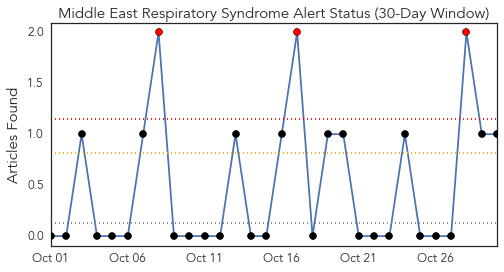 Middle East Respiratory Syndrome Alert Status (30-Day Window)
Articles Found
2.0
1.5
1.0
0.5
0.0
Oct 01 Oct 06 Oct 11 Oct 16 Oct 21 Oct 26